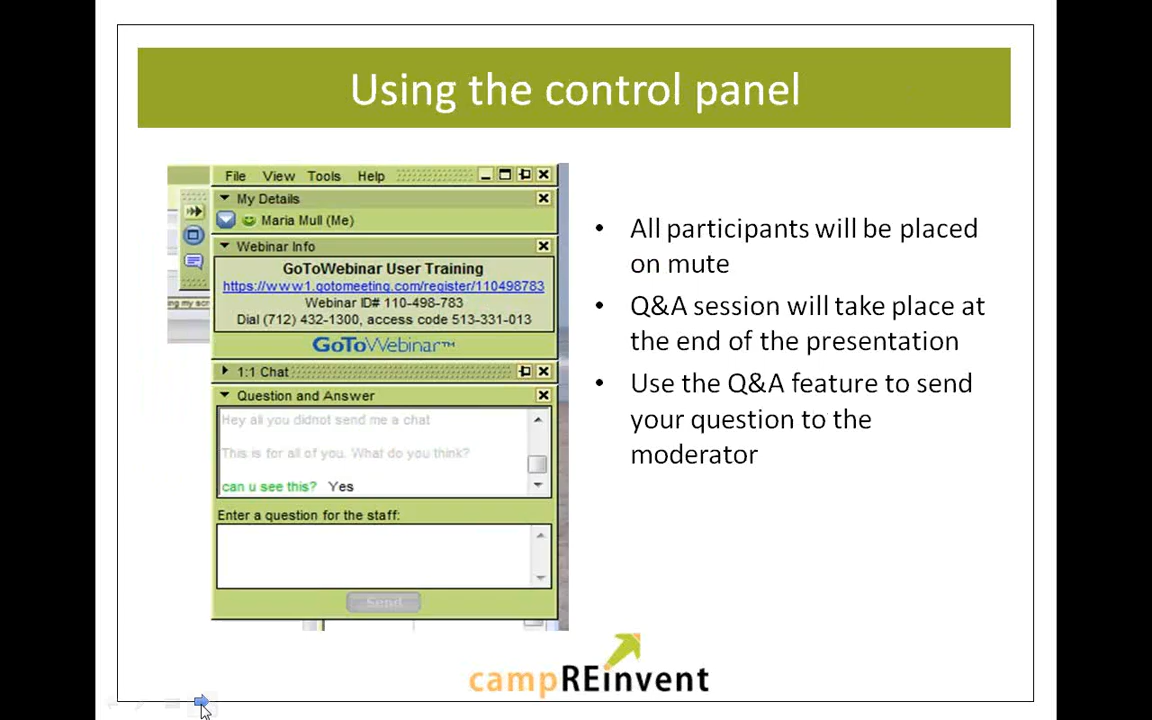 Using the control panel
File View Tools Help
My Details
Maria Mull (Me)
Webinar Info
GoToWebinar User Training
https://www1.gotomeeting.com/register/110498783
Webinar ID# 110-498-783
Dial (712) 432-1300, access code 513-331-013
GoToWebinar™
1:1 Chat
Question and Answer
Hey all you didnot send me a chat
This is for all of you. What do you think?
can u see this? Yes
Enter a question for the staff:
Send
ing my scr
• All participants will be placed
on mute
• Q&A session will take place at
the end of the presentation
• Use the Q&A feature to send
your question to the
moderator
campREinvent